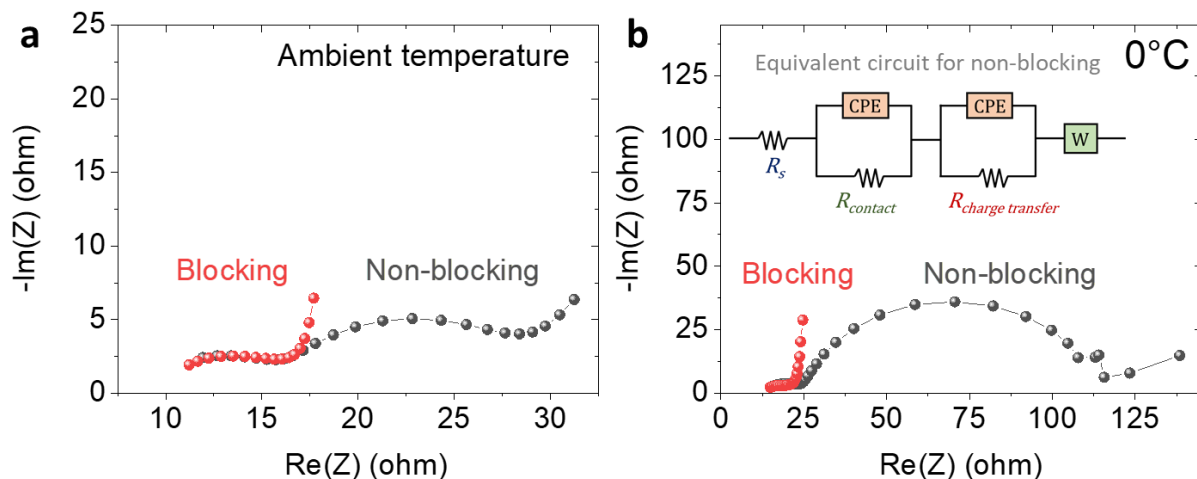 a
Ambient temperature
25
20
15
10
5
0
-Im(Z) (ohm)
Blocking
Non-blocking
10
15
20
25
30
Re(Z) (ohm)
b
0°C
Equivalent circuit for non-blocking
CPE
CPE
W
Rs
Rcontact
Rcharge transfer
125
100
75
50
25
0
-Im(Z) (ohm)
Blocking
Non-blocking
0
25
50
75
100
125
Re(Z) (ohm)